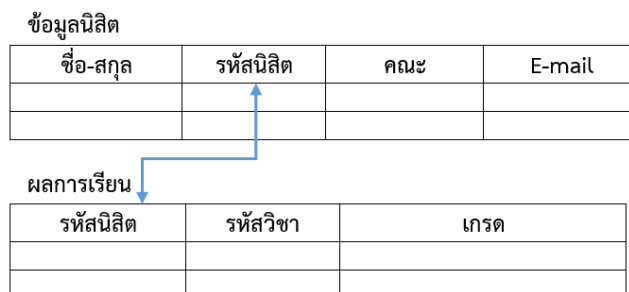 ข้อมูลนิสิต
ชื่อ-สกุล รหัสนิสิต คณะ E-mail
ผลการเรียน
รหัสนิสิต รหัสวิชา เกรด